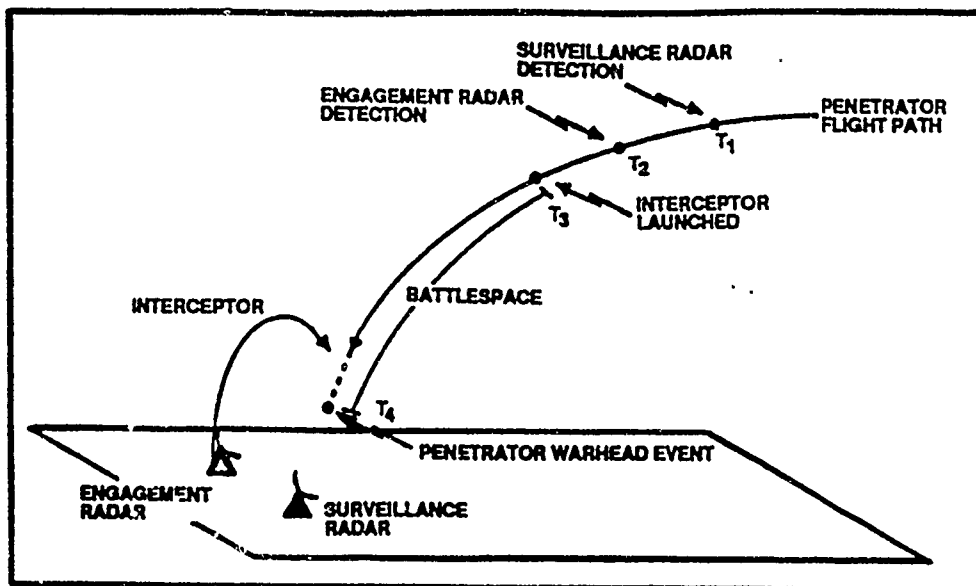 SURVEILLANCE RADAR
DETECTION
ENGAGEMENT RADAR
DETECTION
PENETRATOR
FLIGHT PATH
T1
T2
T3
INTERCEPTOR
LAUNCHED
BATTLESPACE
INTERCEPTOR
T4
PENETRATOR WARHEAD EVENT
ENGAGEMENT
RADAR
SURVEILLANCE
RADAR